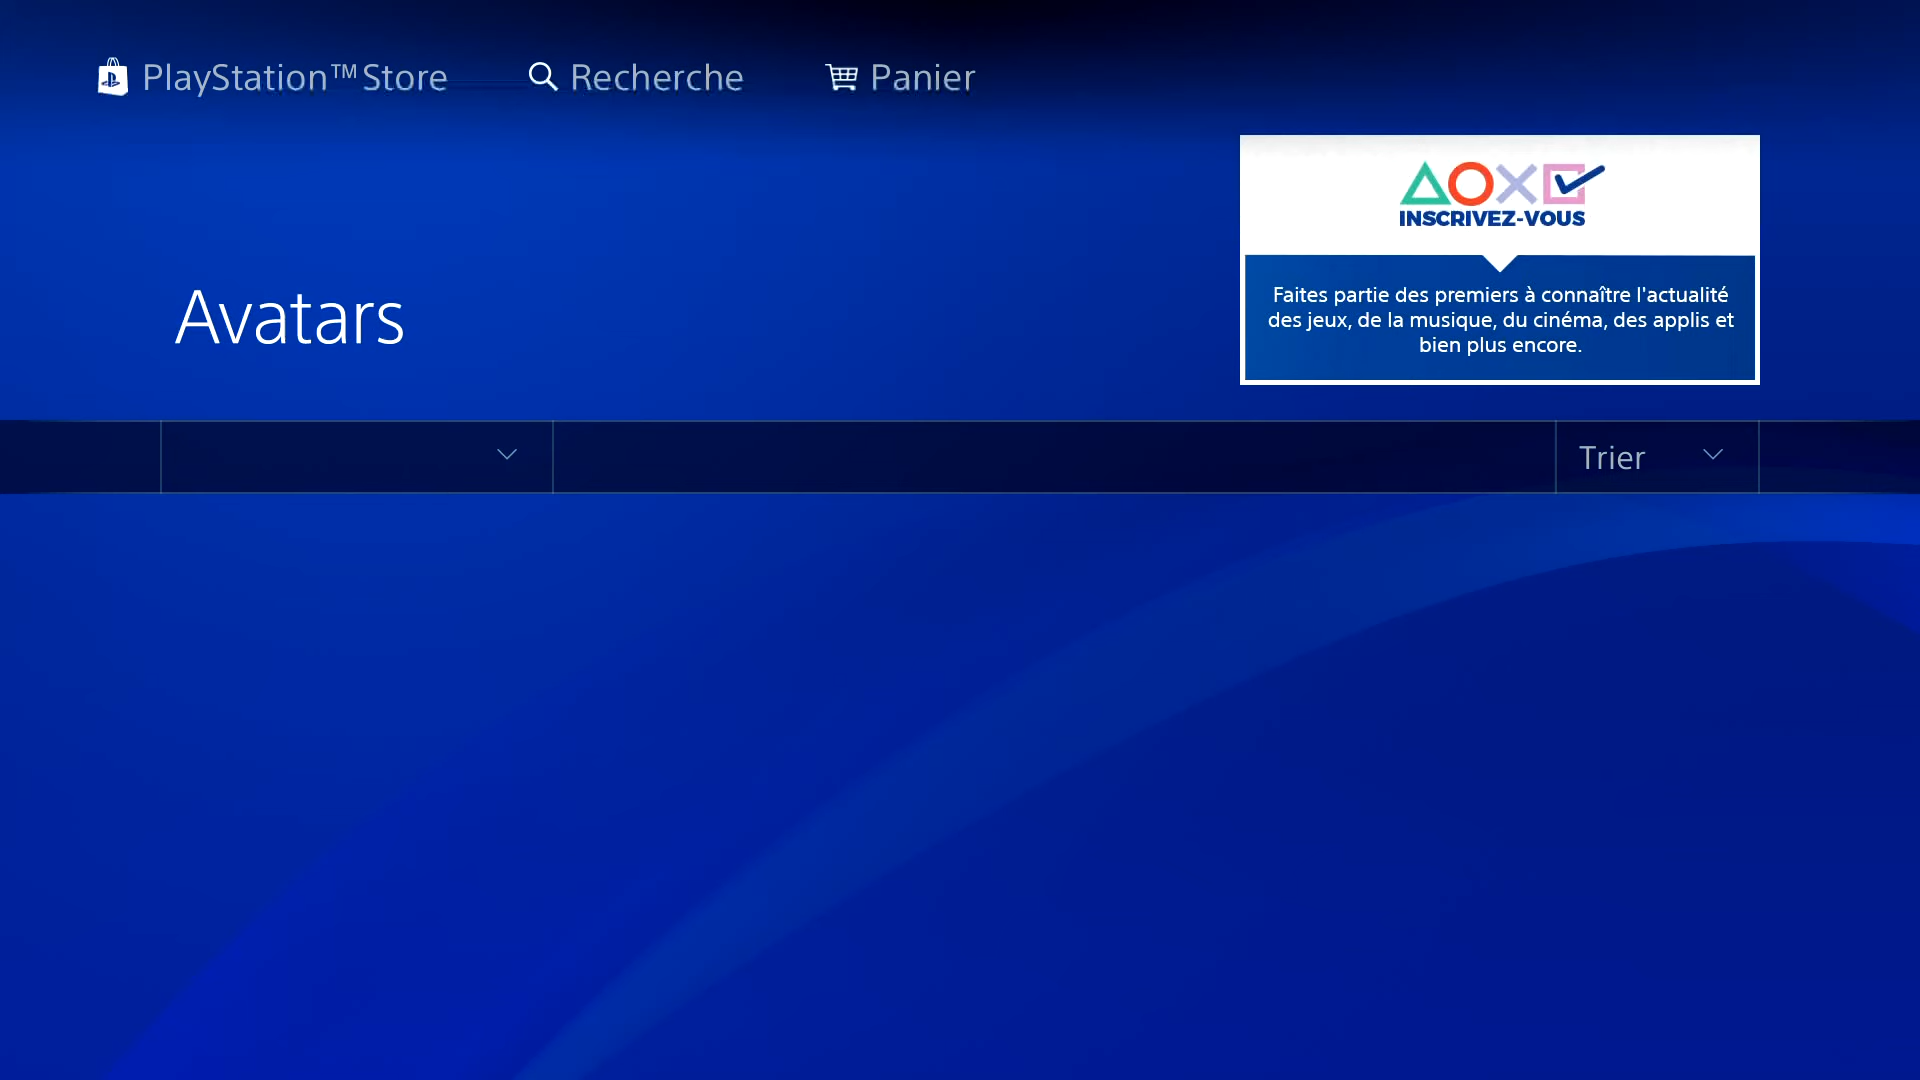 PlayStation™Store
Recherche
Panier
INSCRIVEZ-VOUS
Faites partie des premiers à connaître l'actualité
des jeux, de la musique, du cinéma, des applis et
bien plus encore.
Avatars
Trier